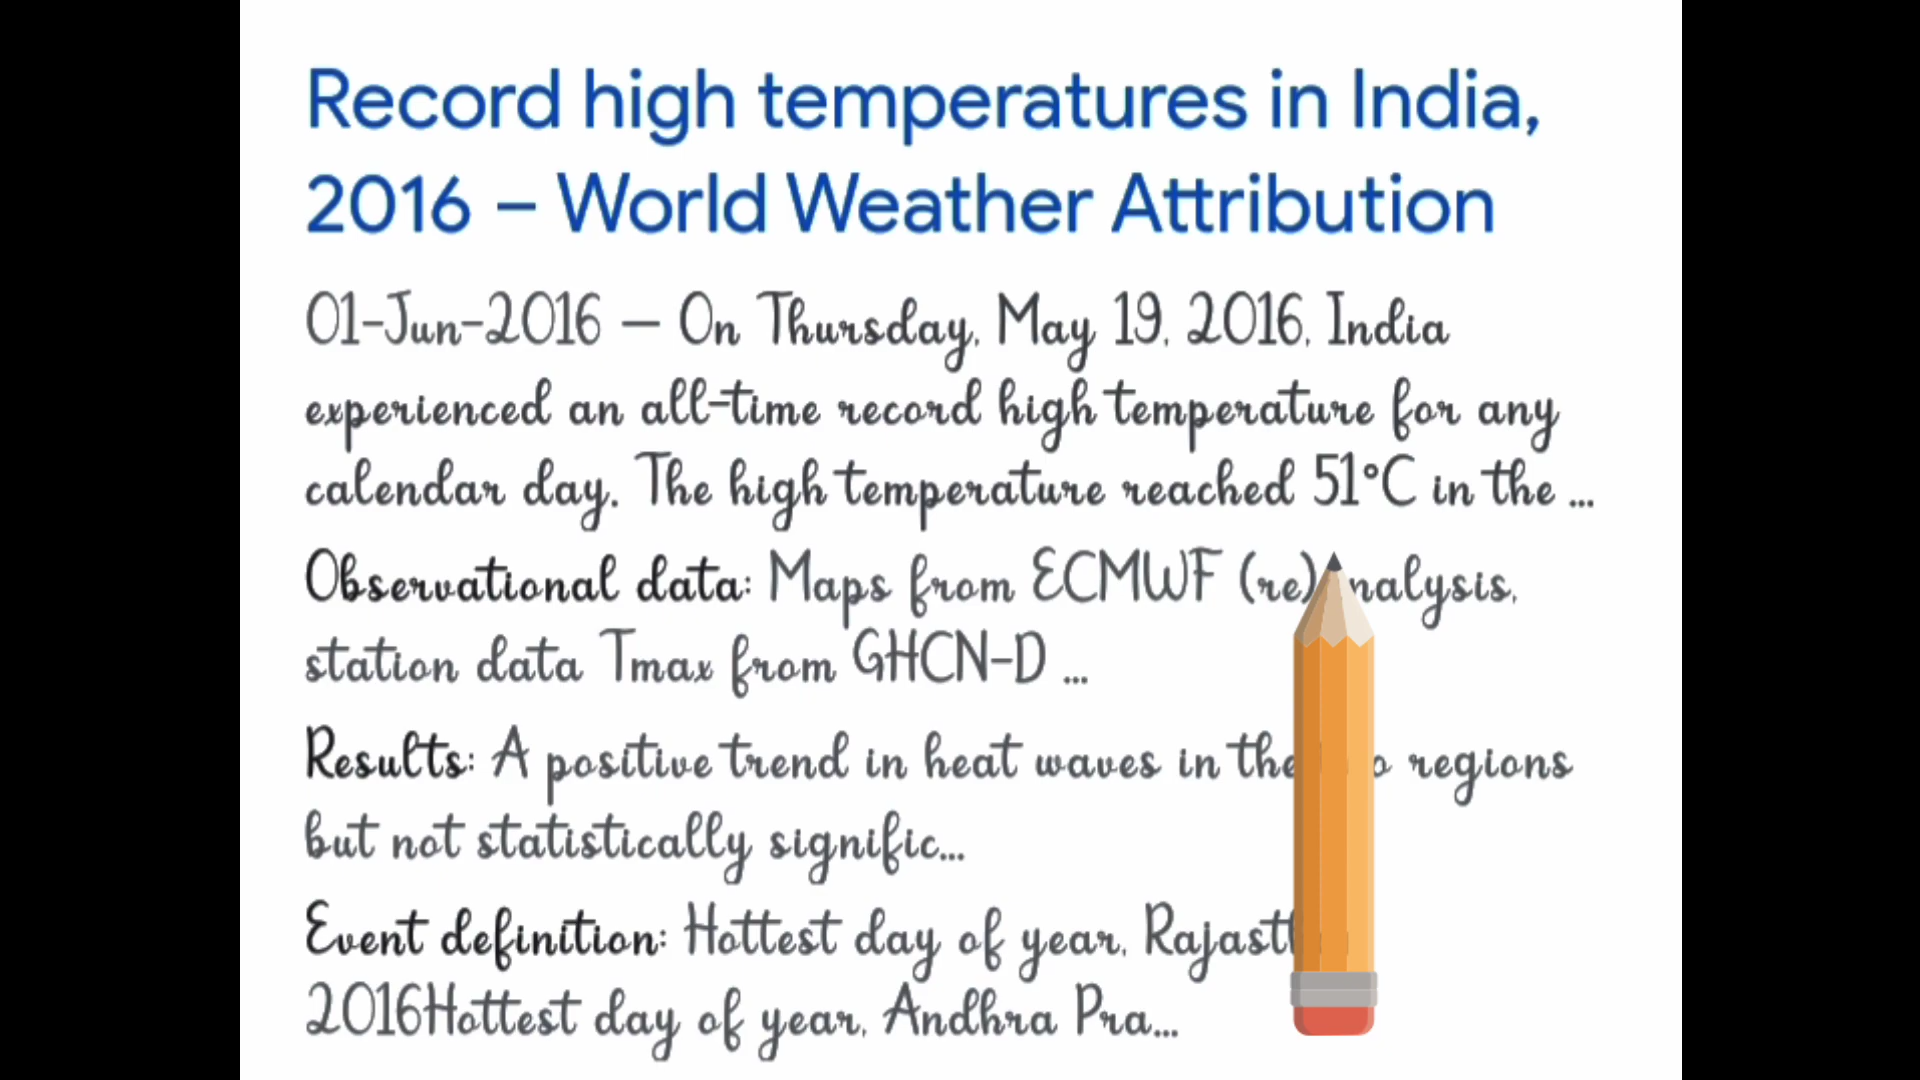 Record high temperatures in India,
2016 – World Weather Attribution
01-Jun-2016 — On Thursday, May 19, 2016, India
experienced an all-time record high temperature for any
calendar day. The high temperature reached 51°C in the ...
Observational data: Maps from ECMWF (re) nalysis,
station data Tmax from GHCN-D ...
Results: A positive trend in heat waves in the regions
but not statistically signific...
Event definition: Hottest day of year,
2016Hottest day of year, Andhra Pra...